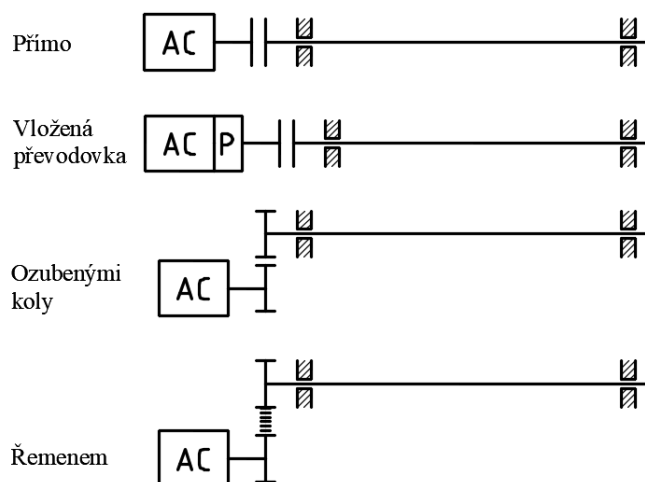 Přímo
AC
Vložená
převodovka
AC P
Ozubenými
koly
AC
Řemenem
AC